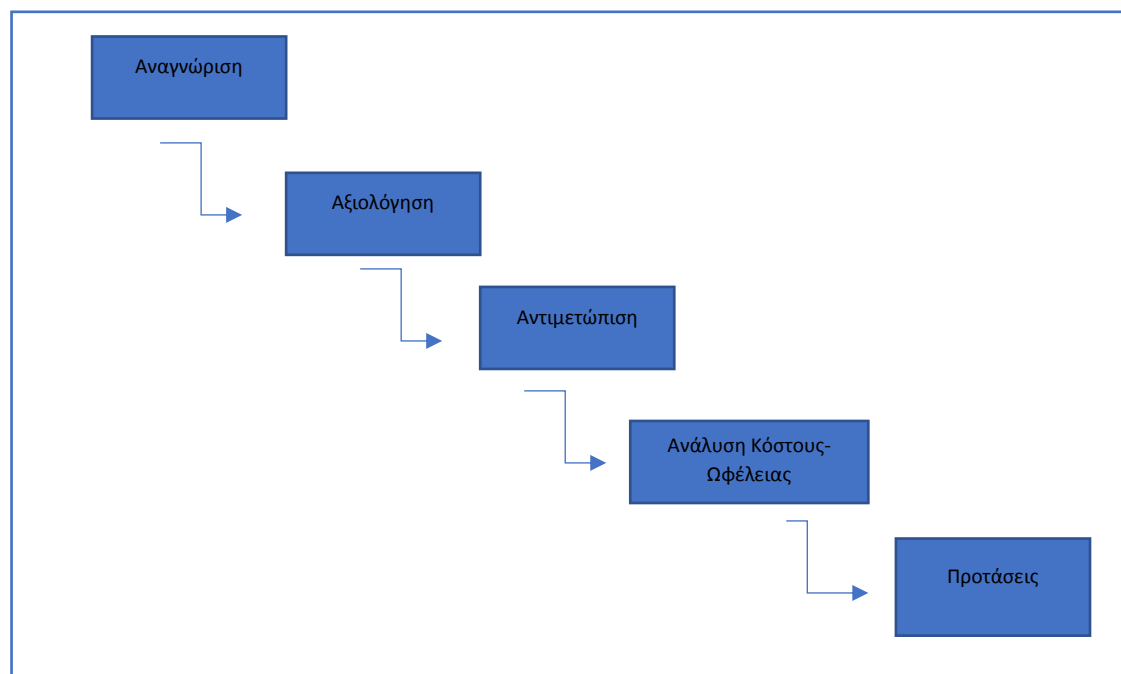 Αναγνώριση
Αξιολόγηση
Αντιμετώπιση
Ανάλυση Κόστους-
Ωφέλειας
Προτάσεις